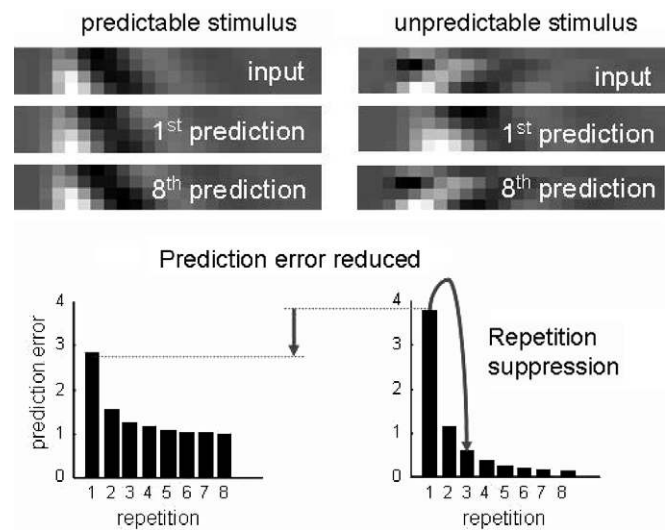 predictable stimulus
unpredictable stimulus
input
1st prediction
8th prediction
input
1st prediction
8th prediction
Prediction error reduced
prediction error
4
3
2
1
0
1 2 3 4 5 6 7 8
repetition
4
3
2
1
0
1 2 3 4 5 6 7 8
repetition
Repetition
suppression